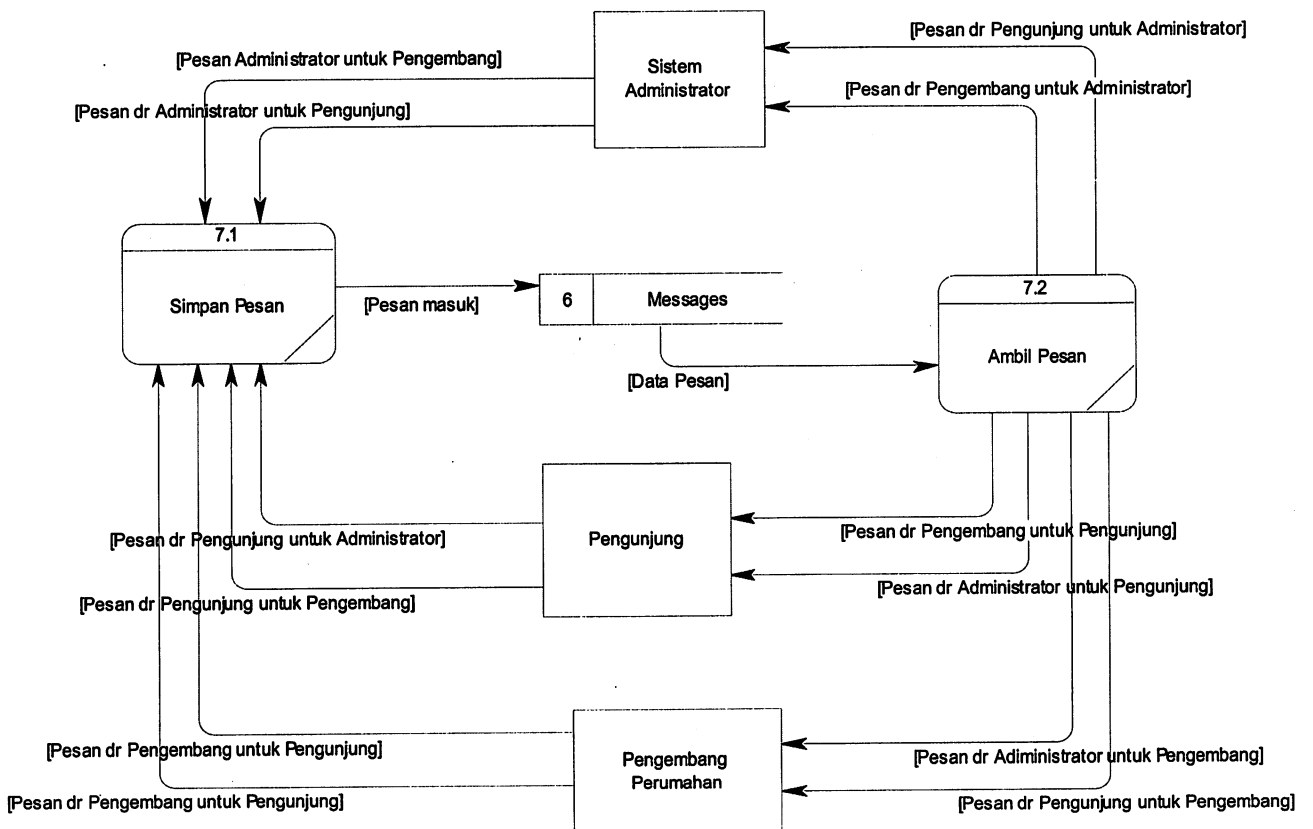 [Pesan dr Pengunjung untuk Administrator]
[Pesan Administrator untuk Pengembang]
Sistem
Administrator
[Pesan dr Pengembang untuk Administrator]
[Pesan dr Administrator untuk Pengunjung]
7.1
Simpan Pesan
[Pesan masuk]
6
Messages
7.2
Ambil Pesan
[Data Pesan]
[Pesan dr Pengunjung untuk Administrator]
Pengunjung
[Pesan dr Pengembang untuk Pengunjung]
[Pesan dr Pengunjung untuk Pengembang]
[Pesan dr Administrator untuk Pengunjung]
[Pesan dr Pengembang untuk Pengunjung]
Pengembang
Perumahan
[Pesan dr Adiministrator untuk Pengembang]
[Pesan dr Pengembang untuk Pengunjung]
[Pesan dr Pengunjung untuk Pengembang]